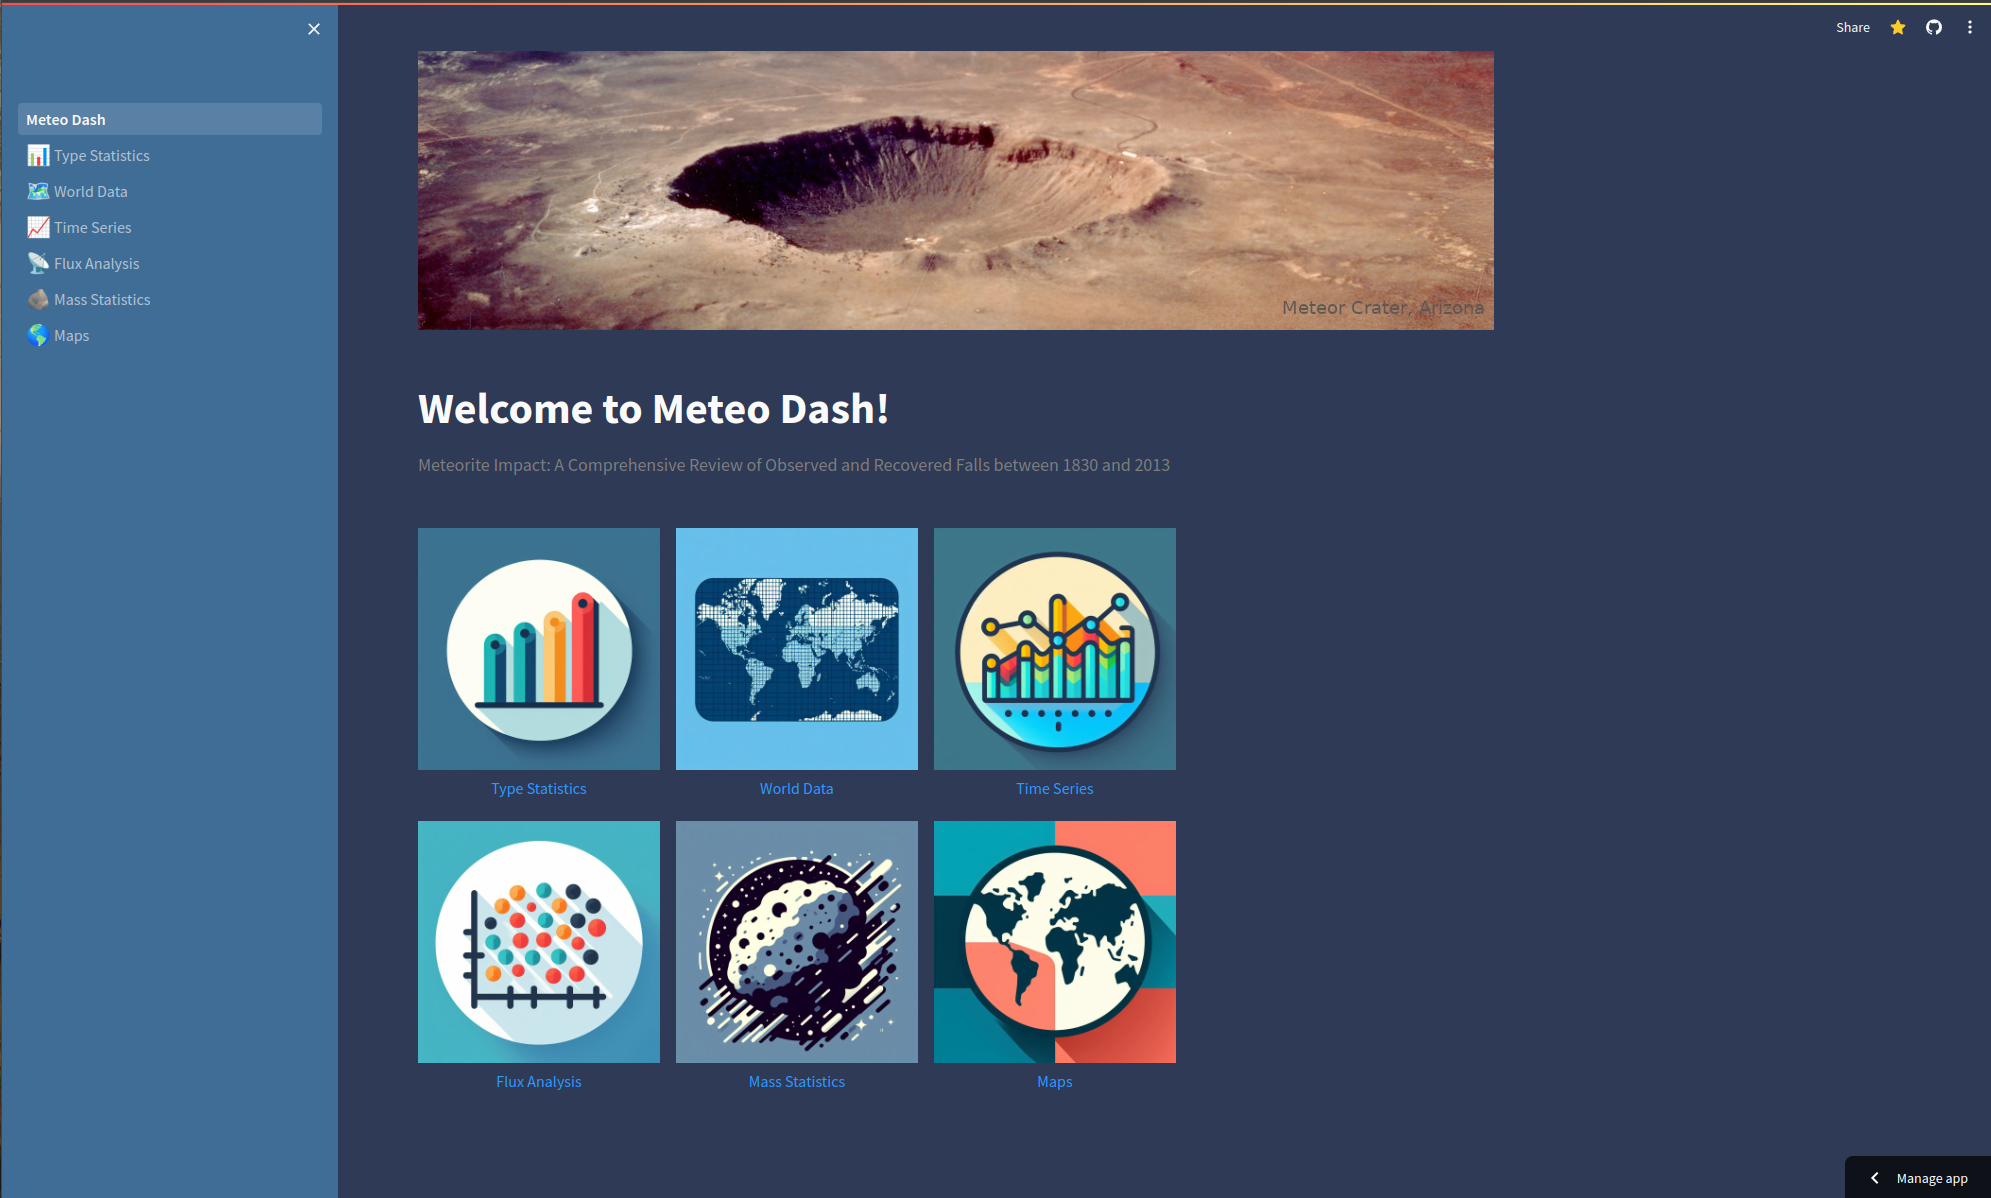 Share
Meteo Dash
Type Statistics
World Data
Time Series
Flux Analysis
Mass Statistics
Maps
Meteor Crater, Arizona
Welcome to Meteo Dash!
Meteorite Impact: A Comprehensive Review of Observed and Recovered Falls between 1830 and 2013
Type Statistics
World Data
Time Series
Flux Analysis
Mass Statistics
Maps
Manage app